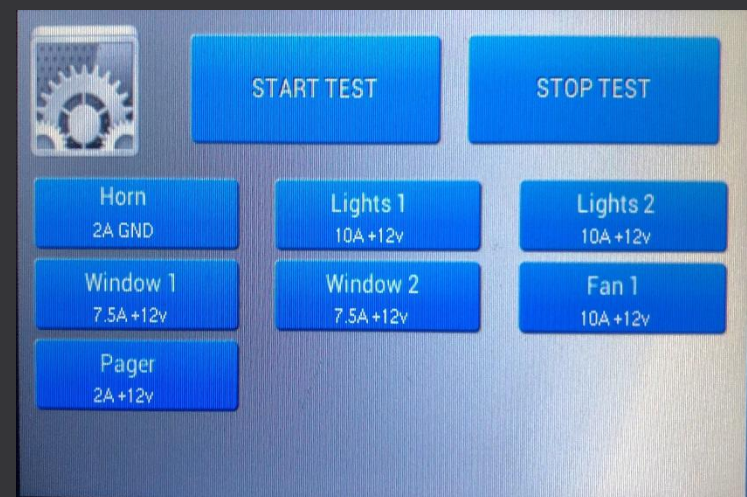 START TEST
STOP TEST
Horn
2A GND
Lights 1
10A +12v
Lights 2
10A +12v
Window 1
7.5A +12v
Window 2
7.5A +12v
Fan 1
10A +12v
Pager
2A +12v